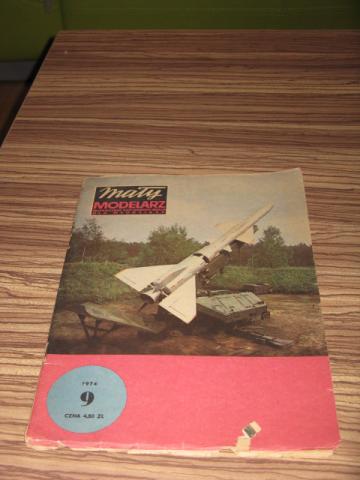 mały
MODELARZ
1974
9
CENA 4,80 ZŁ